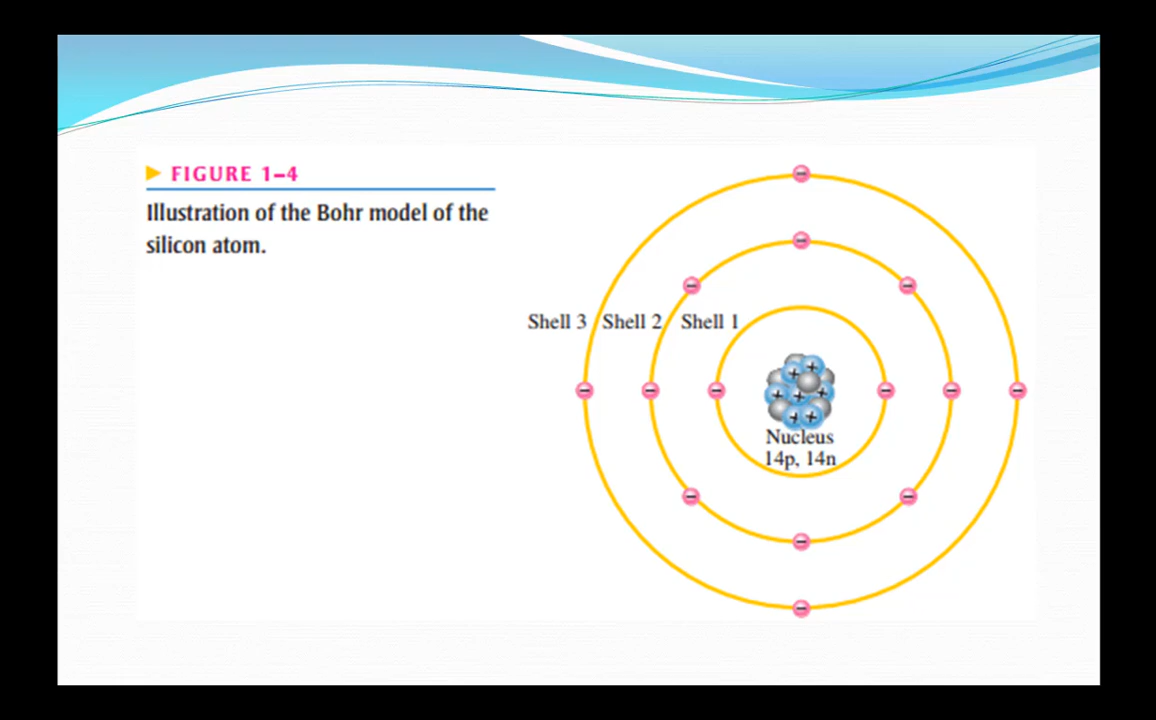 FIGURE 1–4
Illustration of the Bohr model of the
silicon atom.
Shell 3 Shell 2 Shell 1
Nucleus
14p, 14n